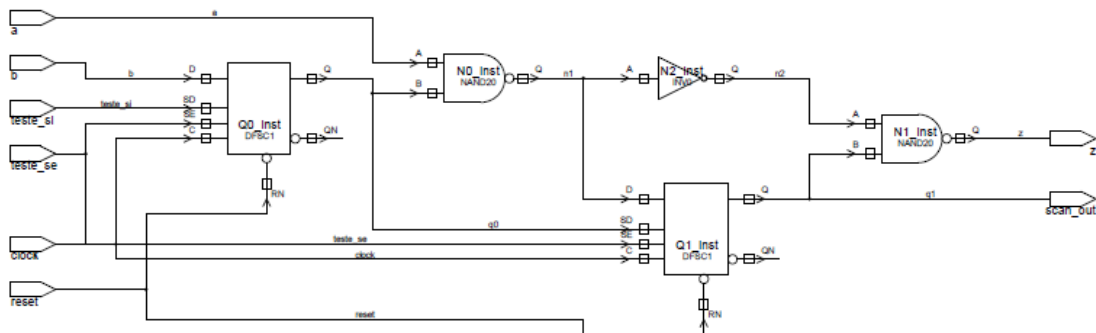 a
a
b
b
teste_si
teste_si
teste_se
clock
reset
D
SD
SE
C
Q
QN
Q0_Inst
DFSC1
RN
A
B
N0_Inst
NAND20
Q
n1
A
N2_Inst
INV0
Q
n2
A
B
N1_Inst
NAND20
Q
z
z
D
SD
SE
C
Q
QN
Q1_Inst
DFSC1
RN
q0
teste_se
clock
reset
q1
scan_out